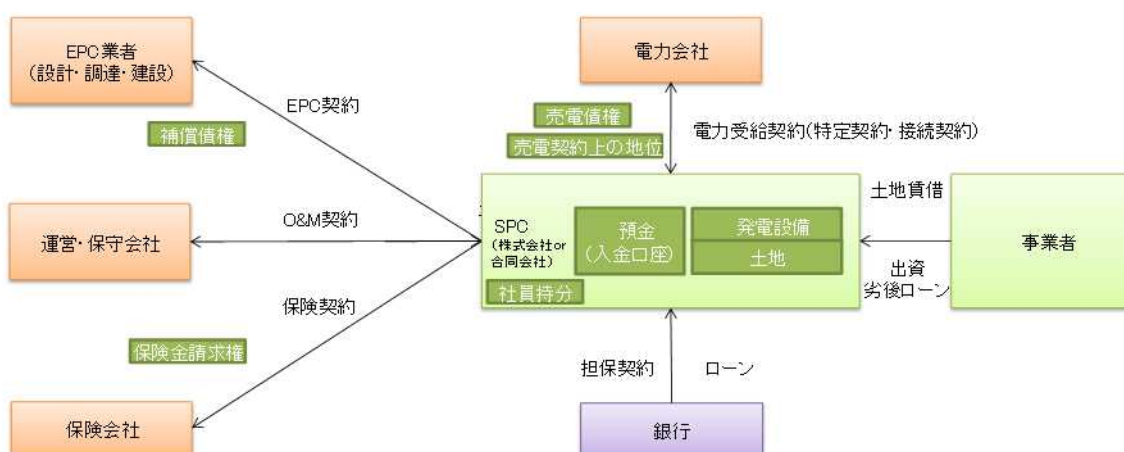 EPC業者
(設計・調達・建設)
電力会社
EPC契約
補償債権
売電債権
売電契約上の地位
電力受給契約(特定契約・接続契約)
土地賃借
運営・保守会社
O&M契約
SPC
(株式会社or
合同会社)
社員持分
預金
(入金口座)
発電設備
土地
事業者
出資
劣後ローン
保険契約
保険金請求権
担保契約
ローン
保険会社
銀行